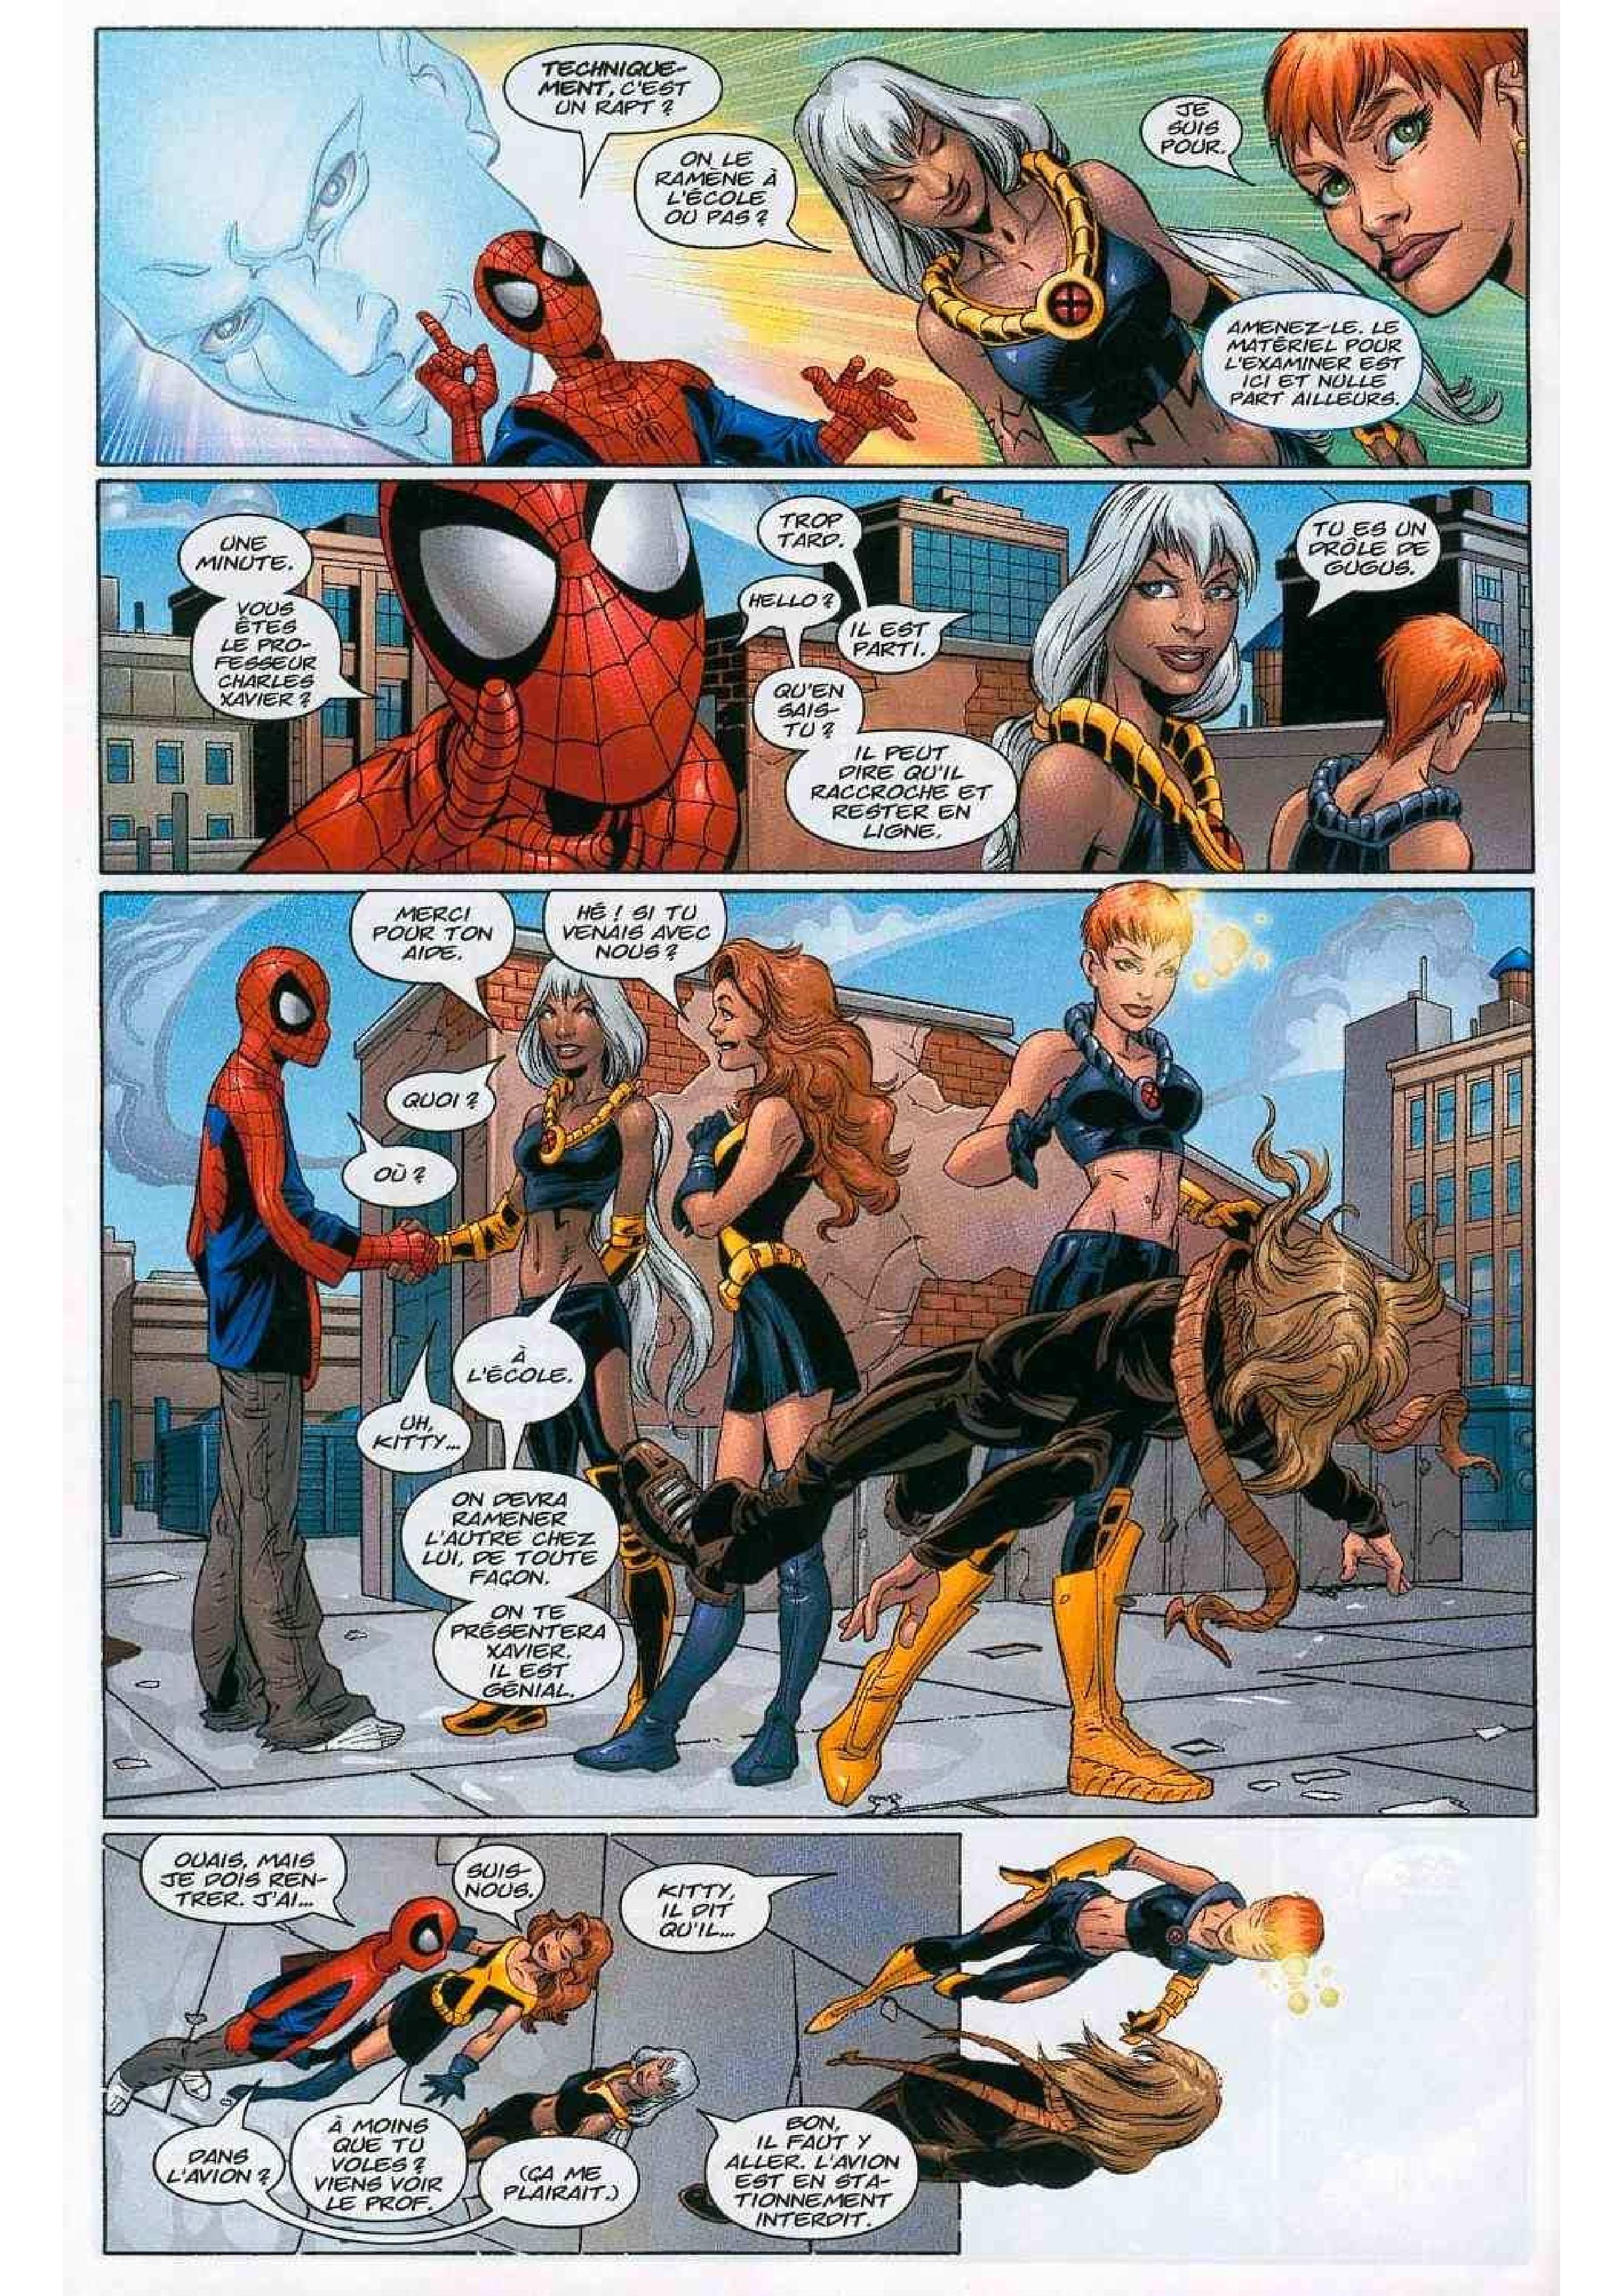 TECHNIQUE-
MENT, C'EST
UN RAPT ?
ON LE
RAMÈNE À
L'ÉCOLE
OU PAS ?
JE
SUIS
POUR.
AMENEZ-LE. LE
MATÉRIEL POUR
L'EXAMINER EST
ICI ET NULLE
PART AILLEURS.
UNE
MINUTE.
VOUS
ÊTES
LE PRO-
FESSEUR
CHARLES
XAVIER ?
TROP
TARD.
HELLO ?
IL EST
PARTI.
QU'EN
SAIS-
TU ?
IL PEUT
DIRE QU'IL
RACCROCHE ET
RESTER EN
LIGNE.
TU ES UN
DRÔLE DE
GUGUS.
MERCI
POUR TON
AIDE.
HÉ ! SI TU
VENAIS AVEC
NOUS ?
QUOI ?
OÙ ?
À
L'ÉCOLE.
UH,
KITTY...
ON DEVRA
RAMENER
L'AUTRE CHEZ
LUI, DE TOUTE
FAÇON.
ON TE
PRÉSENTERA
XAVIER.
IL EST
GÉNIAL.
OUAIS, MAIS
JE DOIS REN-
TRER. J'AI...
SUIS-
NOUS.
KITTY,
IL DIT
QU'IL...
DANS
L'AVION ?
À MOINS
QUE TU
VOLES ?
VIENS VOIR
LE PROF.
(ÇA ME
PLAIRAIT.)
BON,
IL FAUT Y
ALLER. L'AVION
EST EN STA-
TIONNEMENT
INTERDIT.